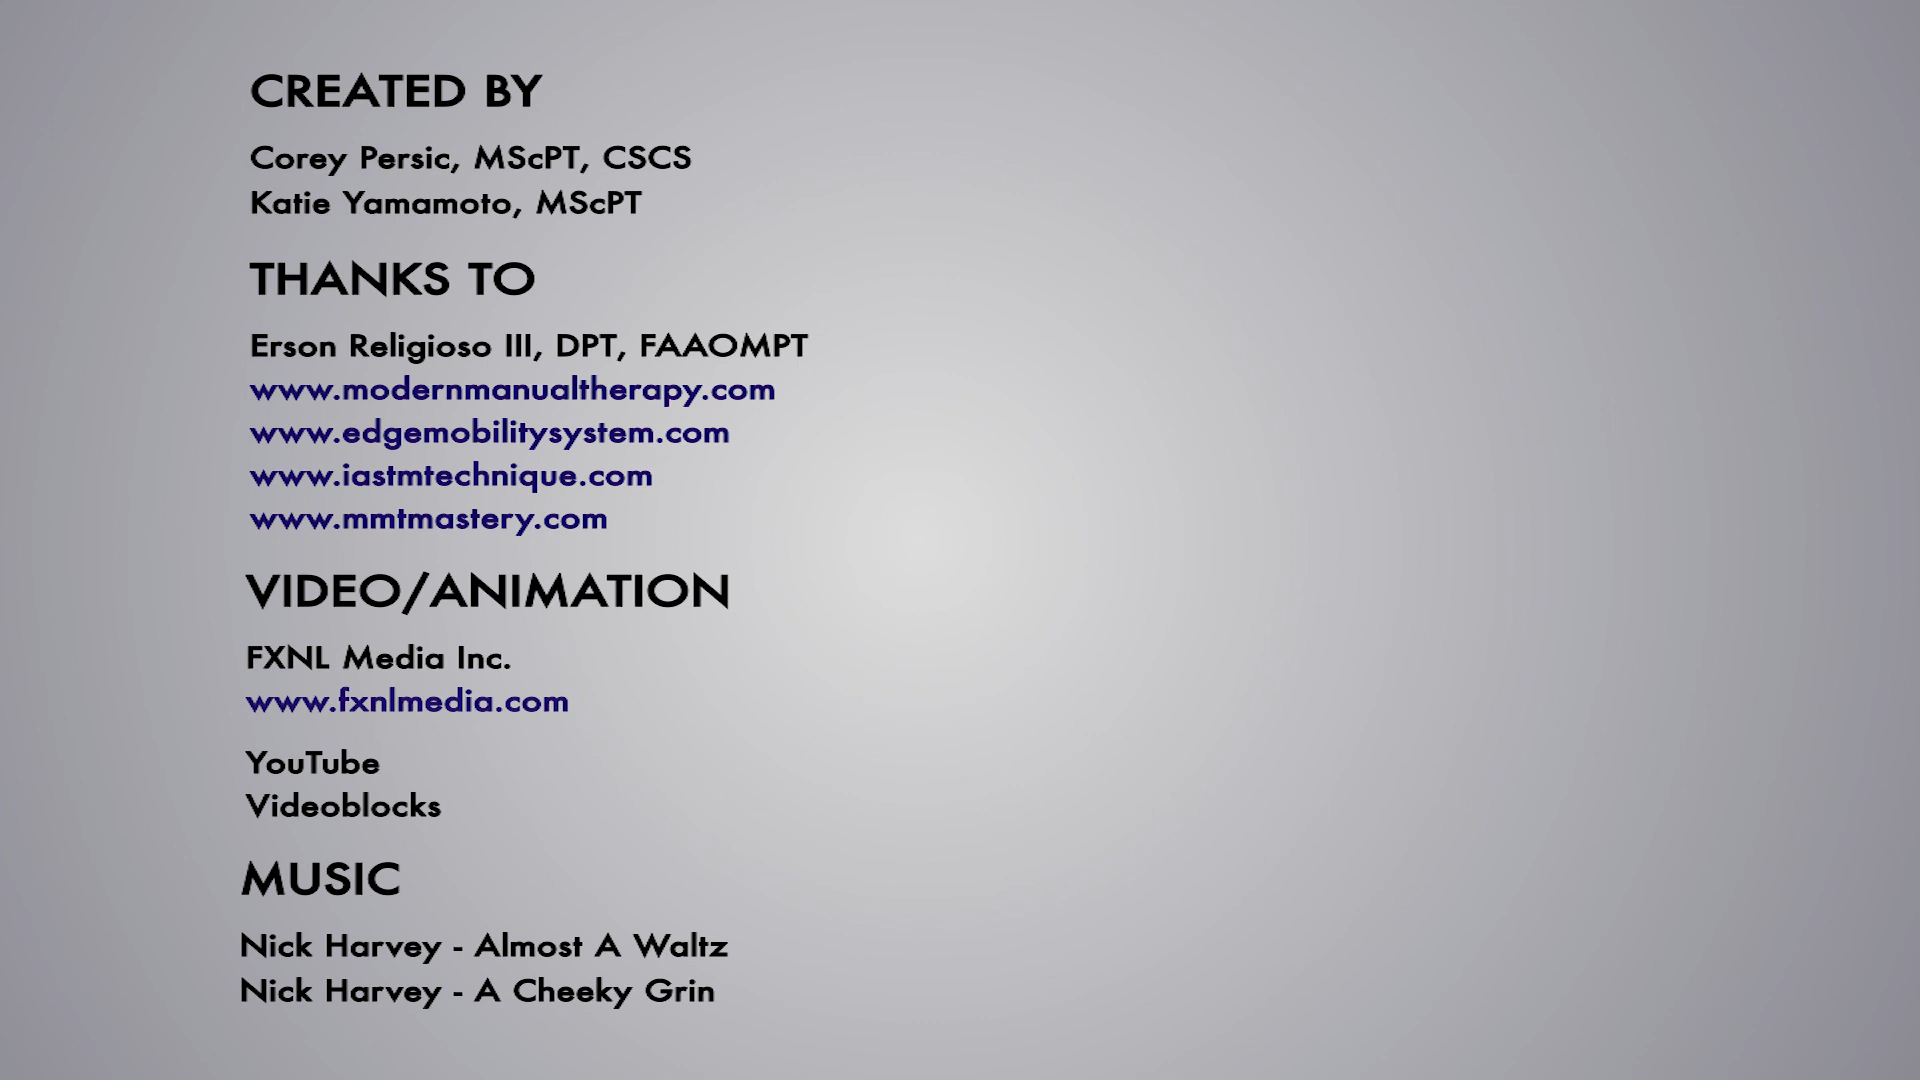 CREATED BY
Corey Persic, MScPT, CSCS
Katie Yamamoto, MScPT
THANKS TO
Erson Religioso III, DPT, FAAOMPT
www.modernmanualtherapy.com
www.edgemobilitysystem.com
www.iastmtechnique.com
www.mmtmastery.com
VIDEO/ANIMATION
FXNL Media Inc.
www.fxnlmedia.com
YouTube
Videoblocks
MUSIC
Nick Harvey - Almost A Waltz
Nick Harvey - A Cheeky Grin